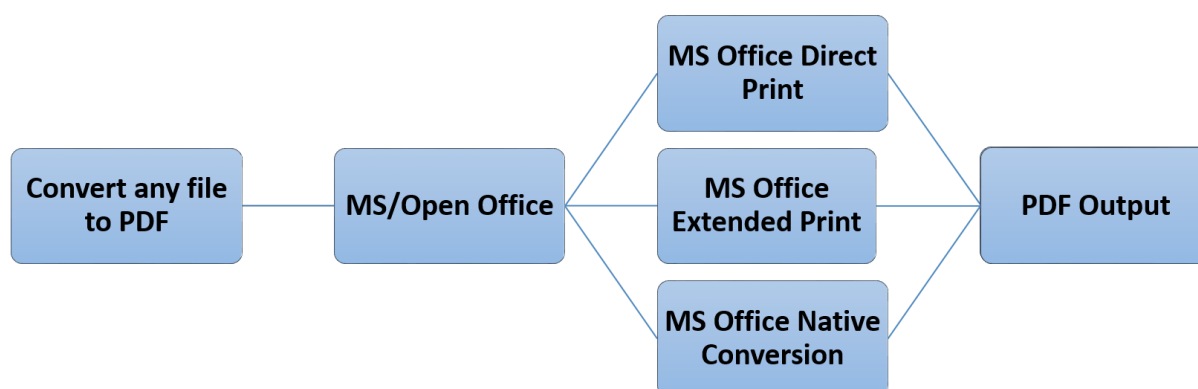 Convert any file
to PDF
MS/Open Office
MS Office Direct
Print
MS Office
Extended Print
MS Office Native
Conversion
PDF Output